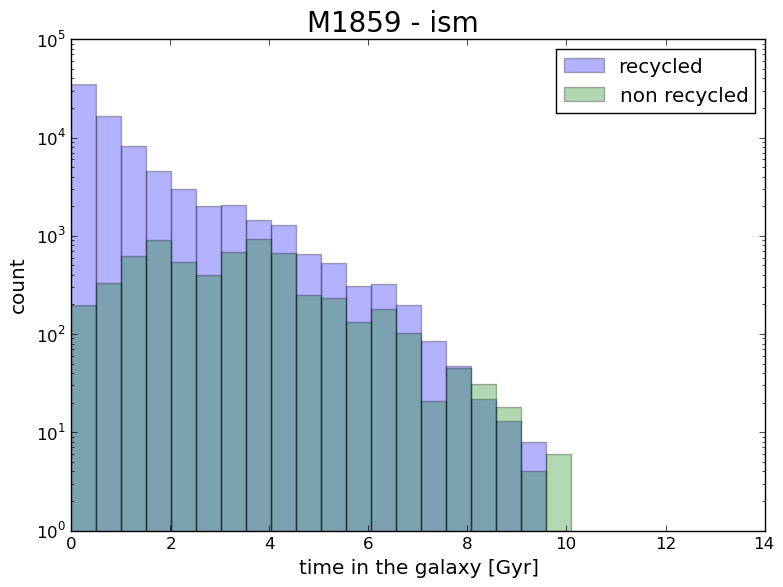 M1859 - ism
10^5
10^4
10^3
10^2
10^1
10^0
count
recycled
non recycled
0 2 4 6 8 10 12 14
time in the galaxy [Gyr]